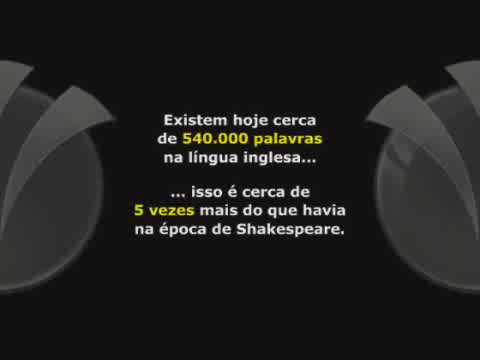 Existem hoje cerca
de 540.000 palavras
na língua inglesa...
... isso é cerca de
5 vezes mais do que havia
na época de Shakespeare.